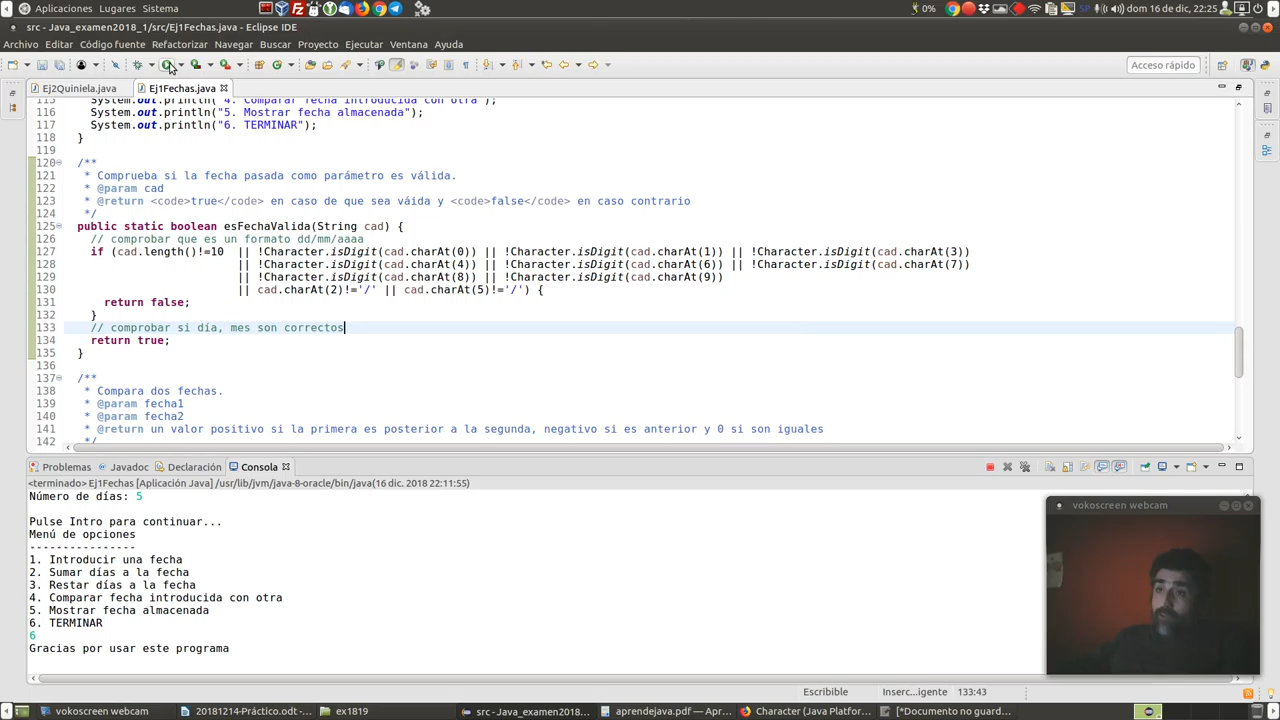 Aplicaciones Lugares Sistema
0% SP dom 16 de dic, 22:25
src - Java_examen2018_1/src/Ej1Fechas.java - Eclipse IDE
Archivo Editar Código fuente Refactorizar Navegar Buscar Proyecto Ejecutar Ventana Ayuda
Acceso rápido
Ej2Quiniela.java Ej1Fechas.java
115 System.out.println("4. Comparar fecha introducida con otra");
116 System.out.println("5. Mostrar fecha almacenada");
117 System.out.println("6. TERMINAR");
118 }
119
120 /**
121 * Comprueba si la fecha pasada como parámetro es válida.
122 * @param cad
123 * @return <code>true</code> en caso de que sea váida y <code>false</code> en caso contrario
124 */
125 public static boolean esFechaValida(String cad) {
126 // comprobar que es un formato dd/mm/aaaa
127 if (cad.length()!=10 || !Character.isDigit(cad.charAt(0)) || !Character.isDigit(cad.charAt(1)) || !Character.isDigit(cad.charAt(3))
128 || !Character.isDigit(cad.charAt(4)) || !Character.isDigit(cad.charAt(6)) || !Character.isDigit(cad.charAt(7))
129 || !Character.isDigit(cad.charAt(8)) || !Character.isDigit(cad.charAt(9))
130 || cad.charAt(2)!='/' || cad.charAt(5)!='/') {
131 return false;
132 }
133 // comprobar si día, mes son correctos
134 return true;
135 }
136
137 /**
138 * Compara dos fechas.
139 * @param fecha1
140 * @param fecha2
141 * @return un valor positivo si la primera es posterior a la segunda, negativo si es anterior y 0 si son iguales
142 */
Problemas Javadoc Declaración Consola
<terminado> Ej1Fechas [Aplicación Java] /usr/lib/jvm/java-8-oracle/bin/java(16 dic. 2018 22:11:55)
Número de días: 5
Pulse Intro para continuar...
Menú de opciones
----------------
1. Introducir una fecha
2. Sumar días a la fecha
3. Restar días a la fecha
4. Comparar fecha introducida con otra
5. Mostrar fecha almacenada
6. TERMINAR
6
Gracias por usar este programa
vokoscreen webcam
Escribible Inserc...igente 133:43
vokoscreen webcam 20181214-Práctico.odt -... ex1819 src - Java_examen2018... aprendejava.pdf — Apr... Character (Java Platfor... [*Documento no guard...